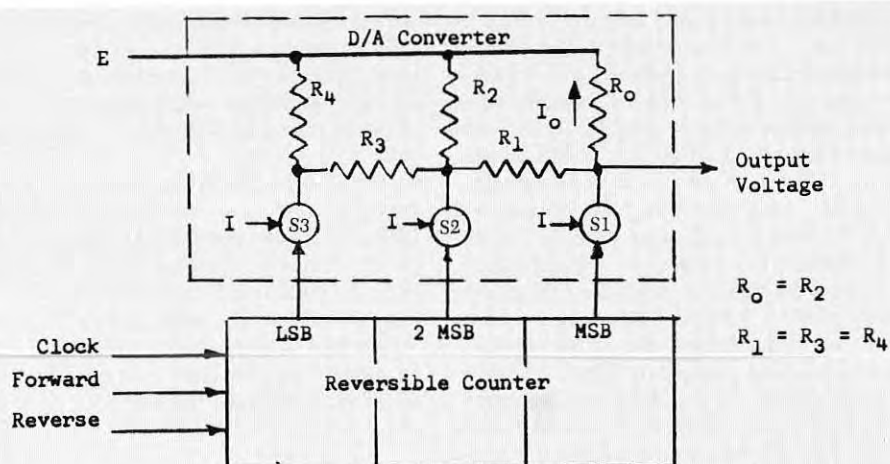 D/A Converter
E
R4
R2
Io
Ro
R3
R1
Output
Voltage
I
S3
I
S2
I
S1
Ro = R2
R1 = R3 = R4
LSB
2 MSB
MSB
Clock
Forward
Reverse
Reversible Counter